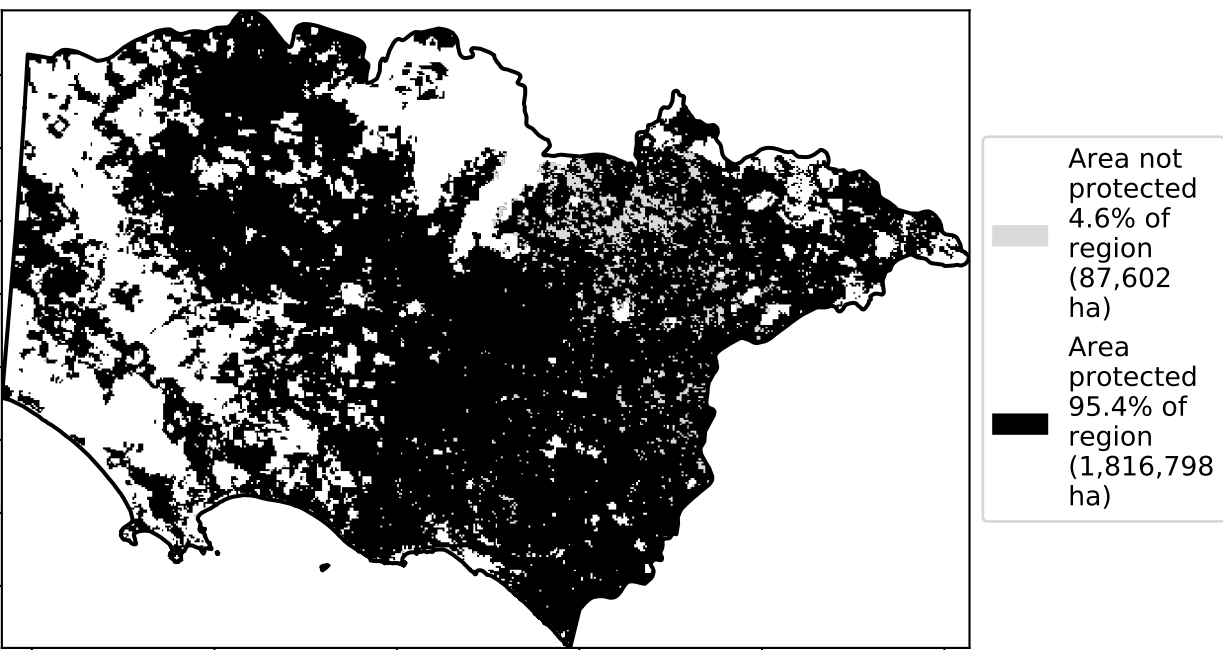 Area not
protected
4.6% of
region
(87,602
ha)
Area
protected
95.4% of
region
(1,816,798
ha)